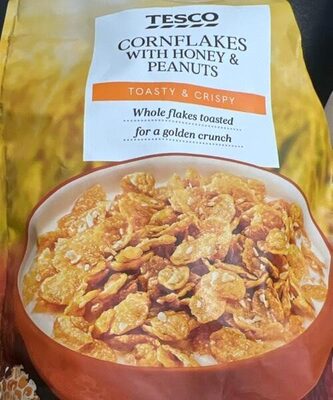 TESCO
CORNFLAKES
WITH HONEY &
PEANUTS
TOASTY & CRISPY
Whole flakes toasted
for a golden crunch